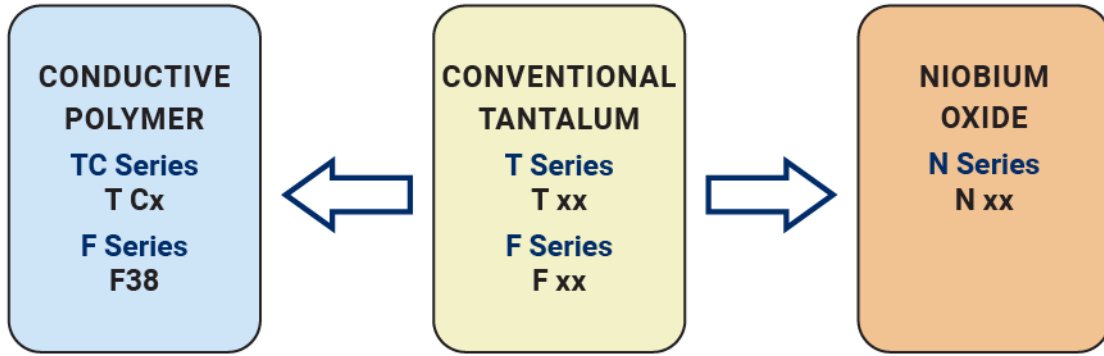 CONDUCTIVE
POLYMER
TC Series
T Cx
F Series
F38
CONVENTIONAL
TANTALUM
T Series
T xx
F Series
F xx
NIOBIUM
OXIDE
N Series
N xx